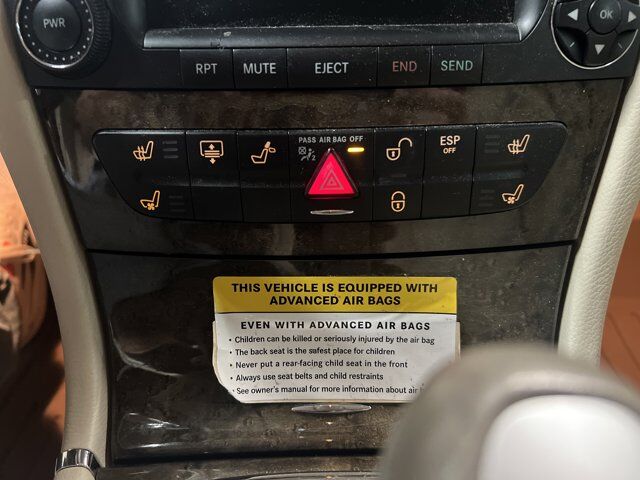 PWR
OK
RPT MUTE EJECT END SEND
PASS AIR BAG OFF
2
ESP
OFF
THIS VEHICLE IS EQUIPPED WITH
ADVANCED AIR BAGS
EVEN WITH ADVANCED AIR BAGS
• Children can be killed or seriously injured by the air bag
• The back seat is the safest place for children
• Never put a rear-facing child seat in the front
• Always use seat belts and child restraints
• See owner's manual for more information about air